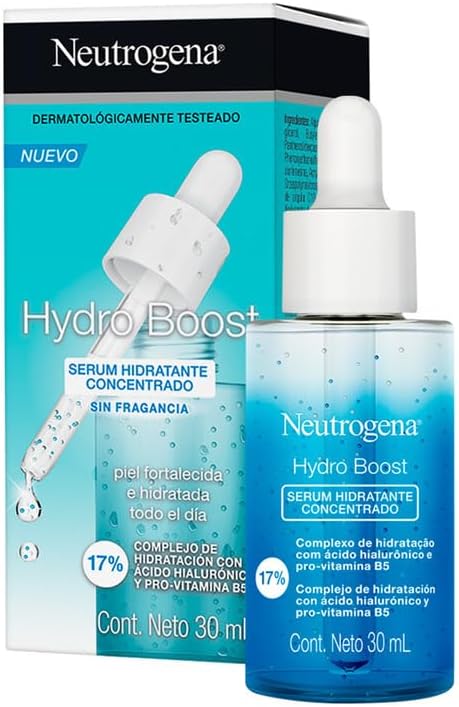 Neutrogena®
DERMATOLÓGICAMENTE TESTEADO
NUEVO
Hydro Boost
SERUM HIDRATANTE
CONCENTRADO
SIN FRAGANCIA
piel fortalecida
e hidratada
todo el día
17%
COMPLEJO DE
HIDRATACIÓN CON
ÁCIDO HIALURÓNICO
Y PRO-VITAMINA B5
Cont. Neto 30 mL
Neutrogena®
Hydro Boost
SERUM HIDRATANTE
CONCENTRADO
Complexo de hidratação
com ácido hialurônico e
pro-vitamina B5
17%
Complejo de hidratación
con ácido hialurónico y
pro-vitamina B5
Cont. Neto 30 mL